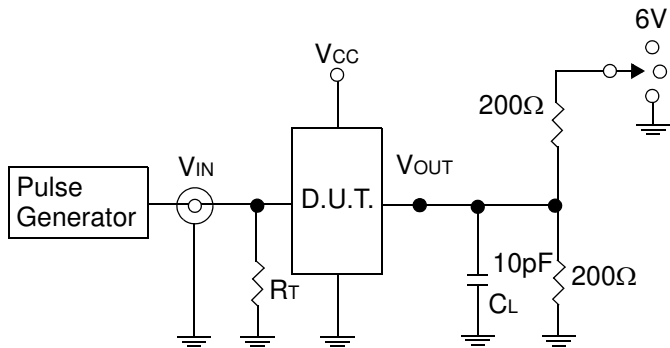 6V
VCC
200Ω
VIN
VOUT
Pulse
Generator
D.U.T.
10pF
RT
CL
200Ω